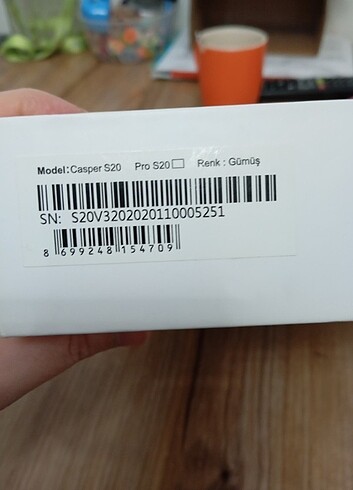 Model: Casper S20 Pro S20 Renk : Gümüş
SN: S20V3202020110005251
8 699248 154709